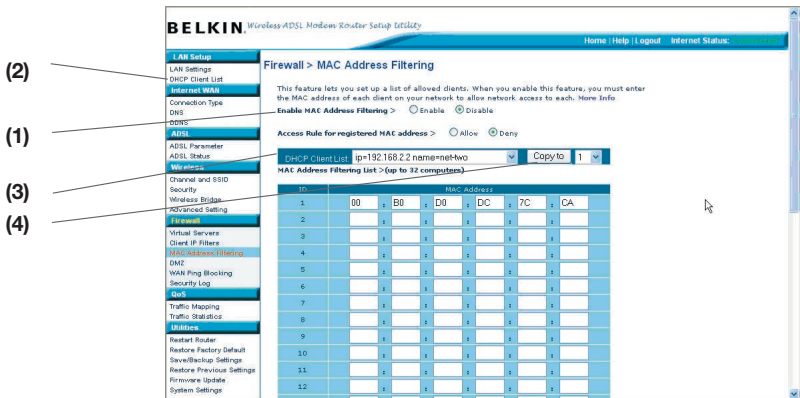 BELKIN. Wireless ADSL Modem Router Setup Utility
Home | Help | Logout Internet Status:
(2)
(1)
(3)
(4)
LAN Setup
LAN Settings
DHCP Client List
Internet WAN
Connection Type
DNS
DDNS
ADSL
ADSL Parameter
ADSL Status
Wireless
Channel and SSID
Security
Wireless Bridge
Advanced Setting
Firewall
Virtual Servers
Client IP Filters
MAC Address Filtering
DMZ
WAN Ping Blocking
Security Log
QoS
Traffic Mapping
Traffic Statistics
Utilities
Restart Router
Restore Factory Default
Save/Backup Settings
Restore Previous Settings
Firmware Update
System Settings
Firewall > MAC Address Filtering
This feature lets you set up a list of allowed clients. When you enable this feature, you must enter
the MAC address of each client on your network to allow network access to each. More Info
Enable MAC Address Filtering > Enable Disable
Access Rule for registered MAC address > Allow Deny
DHCP Client List ip=192.168.2.2 name=net-two Copy to 1
MAC Address Filtering List >(up to 32 computers)
ID MAC Address
1 00 : B0 : D0 : DC : 7C : CA
2 : : : : :
3 : : : : :
4 : : : : :
5 : : : : :
6 : : : : :
7 : : : : :
8 : : : : :
9 : : : : :
10 : : : : :
11 : : : : :
12 : : : : :